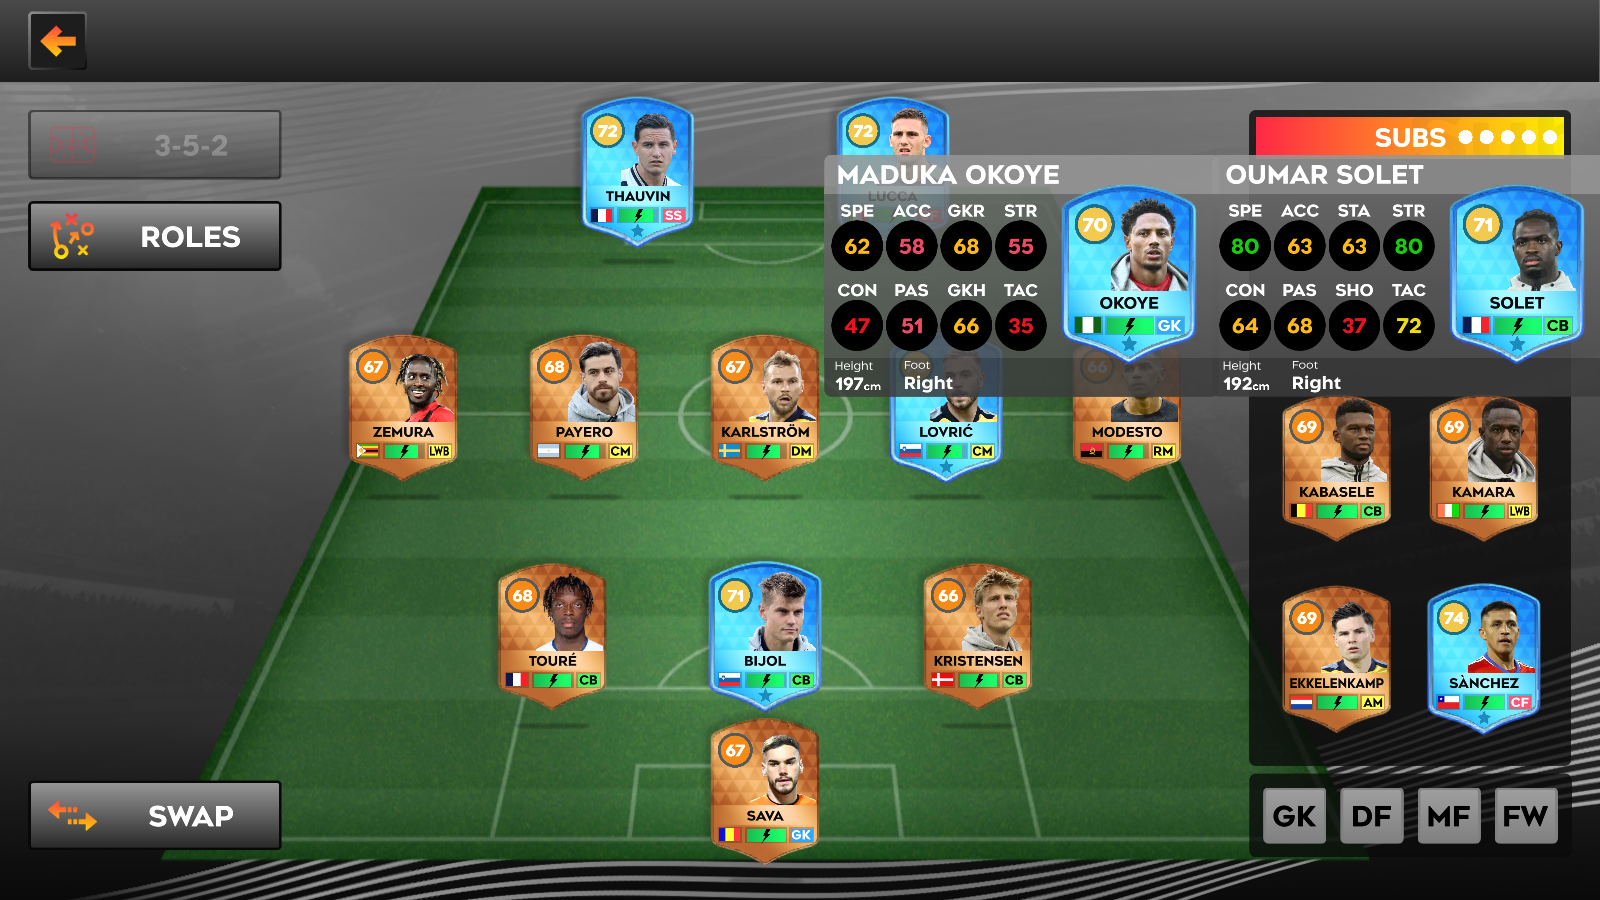 3-5-2
ROLES
SWAP
72
THAUVIN
SS
72
LUCCA
SUBS
MADUKA OKOYE
SPE ACC GKR STR
62 58 68 55
CON PAS GKH TAC
47 51 66 35
Height Foot
197cm Right
70
OKOYE
GK
OUMAR SOLET
SPE ACC STA STR
80 63 63 80
CON PAS SHO TAC
64 68 37 72
Height Foot
192cm Right
71
SOLET
CB
67
ZEMURA
LWB
68
PAYERO
CM
67
KARLSTRÖM
DM
LOVRIĆ
CM
66
MODESTO
RM
69
KABASELE
CB
69
KAMARA
LWB
68
TOURÉ
CB
71
BIJOL
CB
66
KRISTENSEN
CB
69
EKKELENKAMP
AM
74
SÀNCHEZ
CF
67
SAVA
GK
GK DF MF FW